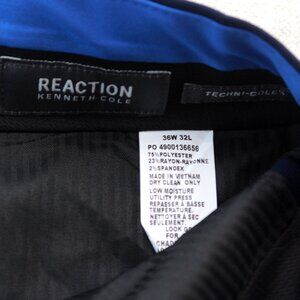 REACTION
KENNETH COLE
TECHNI-COLE
36W 32L
PO 4900136656
75% POLYESTER
23% RAYON-RAYONNE
2% SPANDEX
MADE IN VIETNAM
DRY CLEAN ONLY
LOW MOISTURE
UTILITY PRESS
REPASSER A BASSE
TEMPERATURE.
NETTOYER A SEC
SEULEMENT.
LOOK